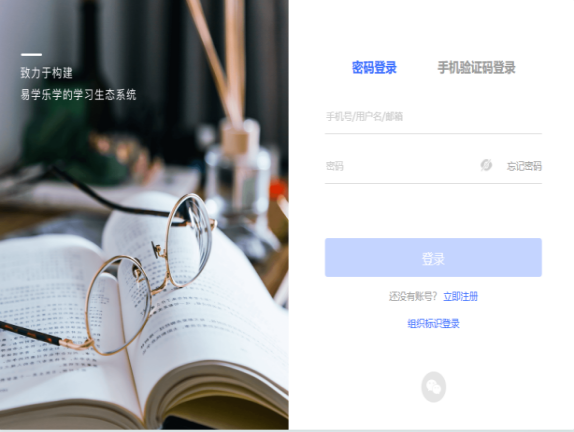 致力于构建
易学乐学的学习生态系统
密码登录 手机验证码登录
手机号/用户名/邮箱
密码 忘记密码
登录
还没有账号? 立即注册
组织标识登录